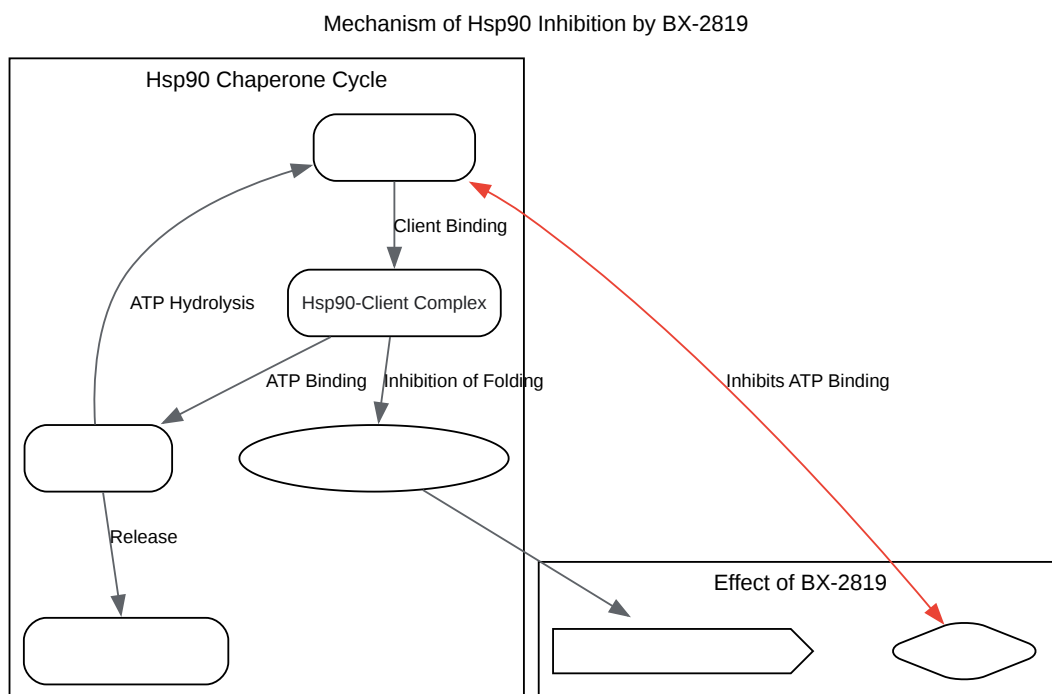 Mechanism of Hsp90 Inhibition by BX-2819
Hsp90 Chaperone Cycle
Client Binding
ATP Hydrolysis
Hsp90-Client Complex
ATP Binding
Inhibition of Folding
Inhibits ATP Binding
Release
Effect of BX-2819